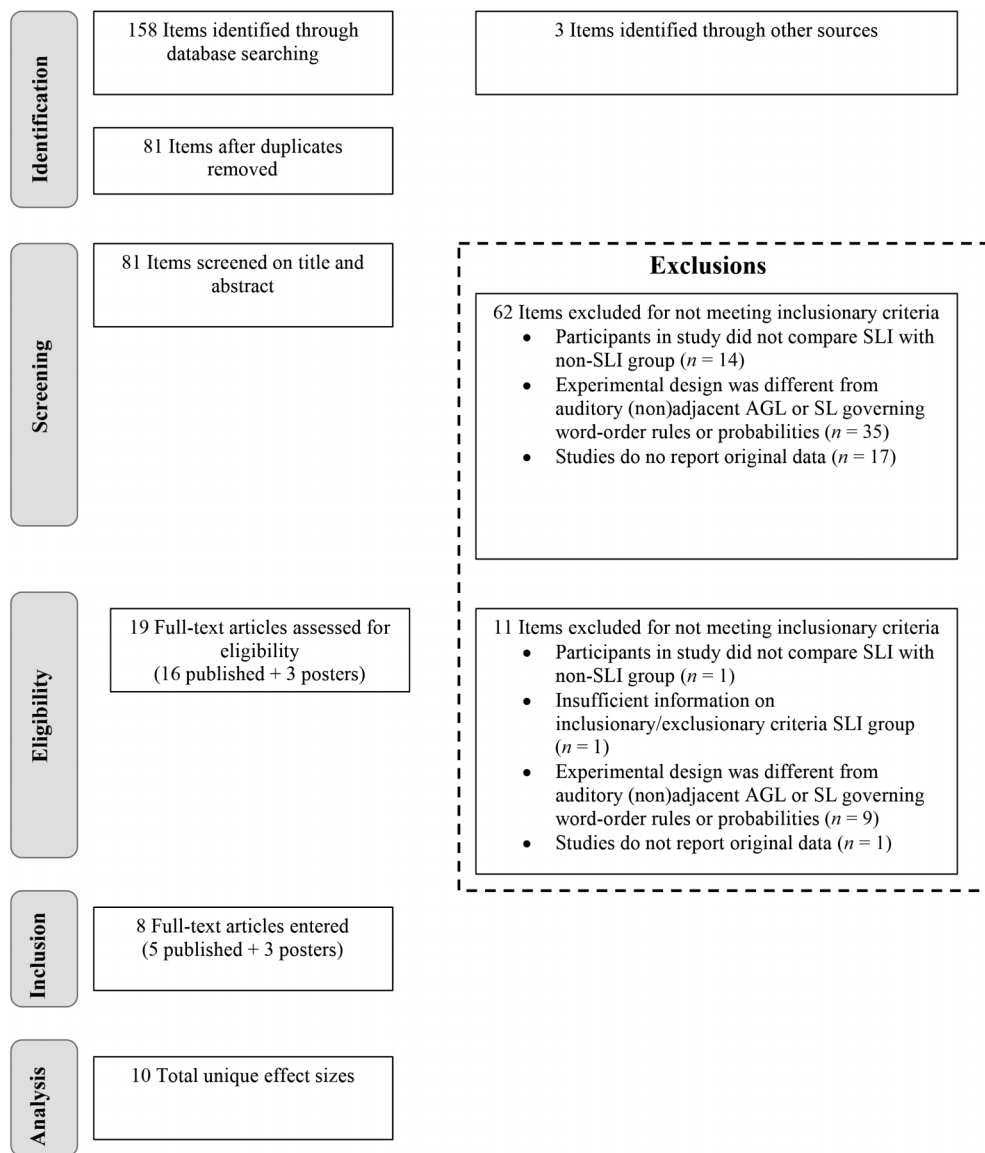 Identification
158 Items identified through
database searching
3 Items identified through other sources
81 Items after duplicates
removed
Screening
81 Items screened on title and
abstract
Exclusions
62 Items excluded for not meeting inclusionary criteria
• Participants in study did not compare SLI with
non-SLI group (n = 14)
• Experimental design was different from
auditory (non)adjacent AGL or SL governing
word-order rules or probabilities (n = 35)
• Studies do no report original data (n = 17)
Eligibility
19 Full-text articles assessed for
eligibility
(16 published + 3 posters)
11 Items excluded for not meeting inclusionary criteria
• Participants in study did not compare SLI with
non-SLI group (n = 1)
• Insufficient information on
inclusionary/exclusionary criteria SLI group
(n = 1)
• Experimental design was different from
auditory (non)adjacent AGL or SL governing
word-order rules or probabilities (n = 9)
• Studies do not report original data (n = 1)
Inclusion
8 Full-text articles entered
(5 published + 3 posters)
Analysis
10 Total unique effect sizes